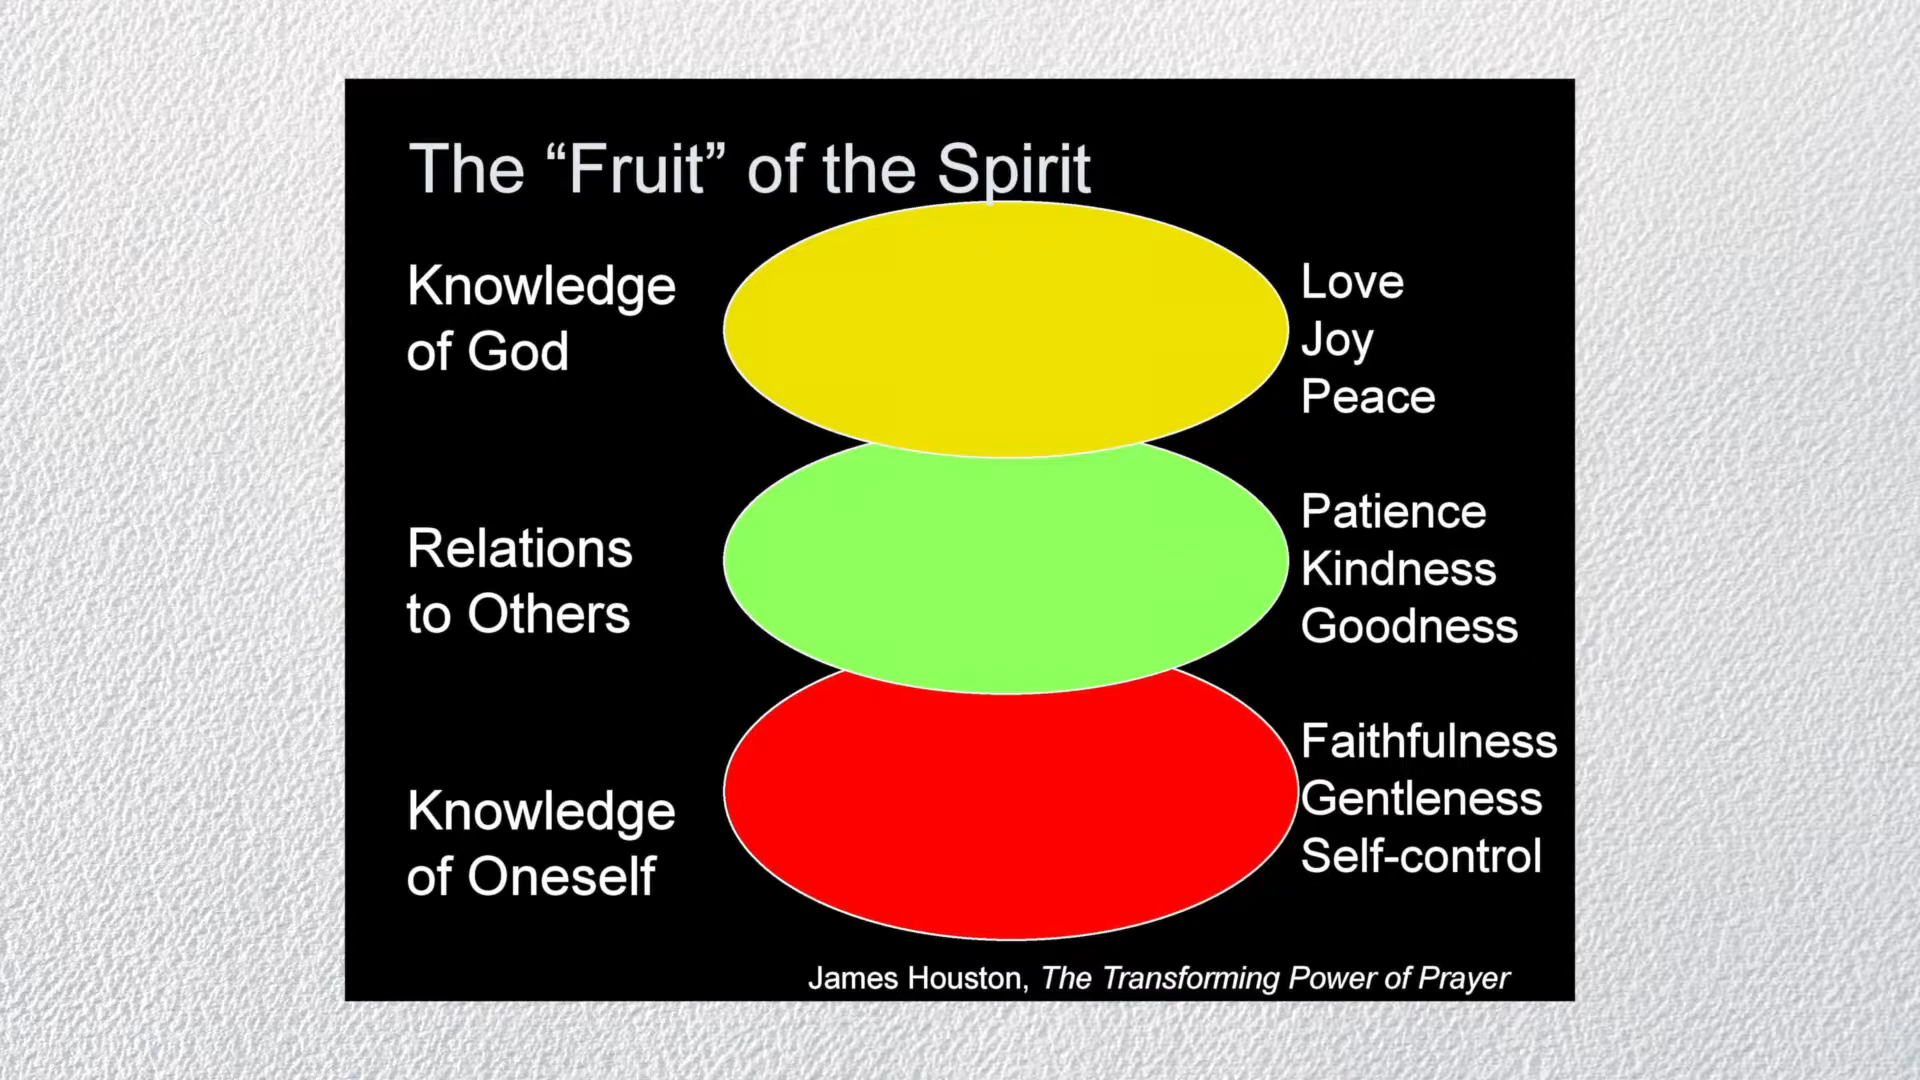 The “Fruit” of the Spirit
Knowledge
of God
Love
Joy
Peace
Relations
to Others
Patience
Kindness
Goodness
Knowledge
of Oneself
Faithfulness
Gentleness
Self-control
James Houston, The Transforming Power of Prayer